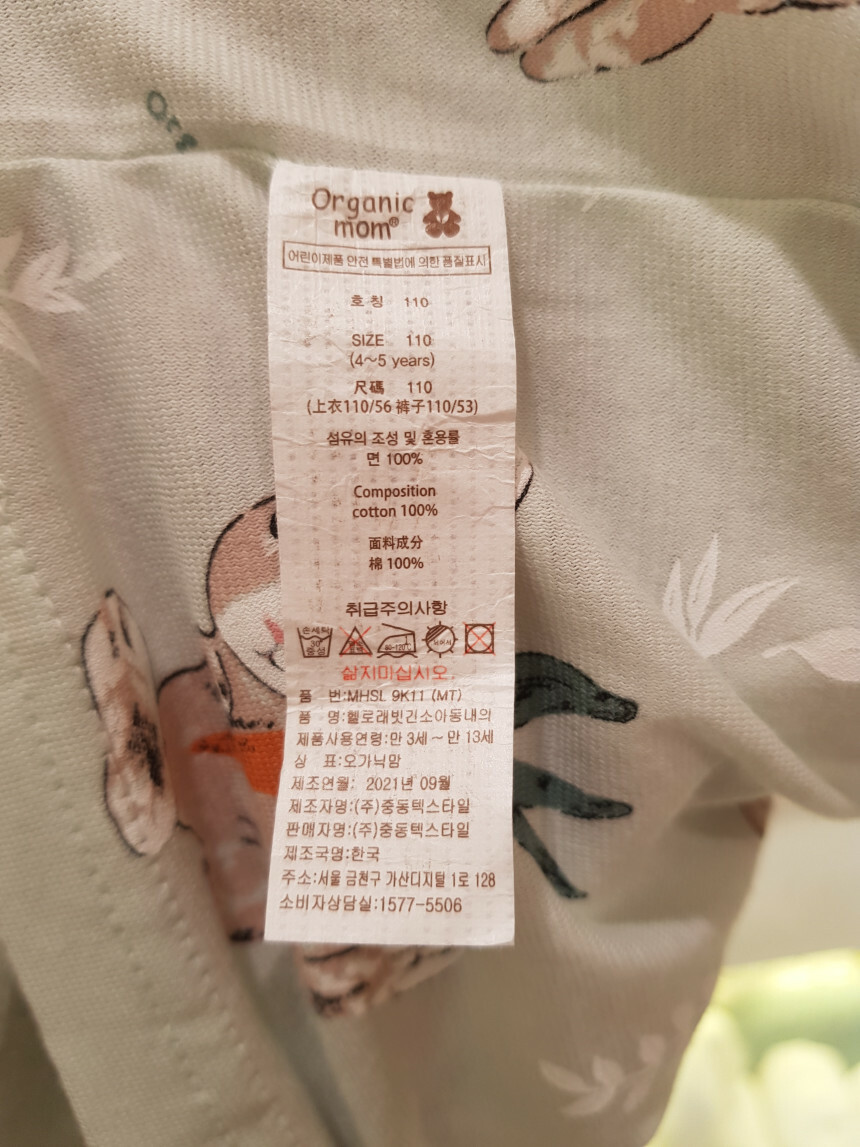 Org
Organic
mom®
어린이제품 안전 특별법에 의한 품질표시
호 칭 110
SIZE 110
(4~5 years)
尺碼 110
(上衣110/56 裤子110/53)
섬유의 조성 및 혼용률
면 100%
Composition
cotton 100%
面料成分
棉 100%
취급주의사항
손세탁
30
중성
삶지마십시오.
품 번:MHSL 9K11 (MT)
품 명:헬로래빗긴소아동내의
제품사용연령:만 3세 ~ 만 13세
상 표:오가닉맘
제조연월: 2021년 09월
제조자명:(주)중동텍스타일
판매자명:(주)중동텍스타일
제조국명:한국
주소:서울 금천구 가산디지털 1로 128
소비자상담실:1577-5506